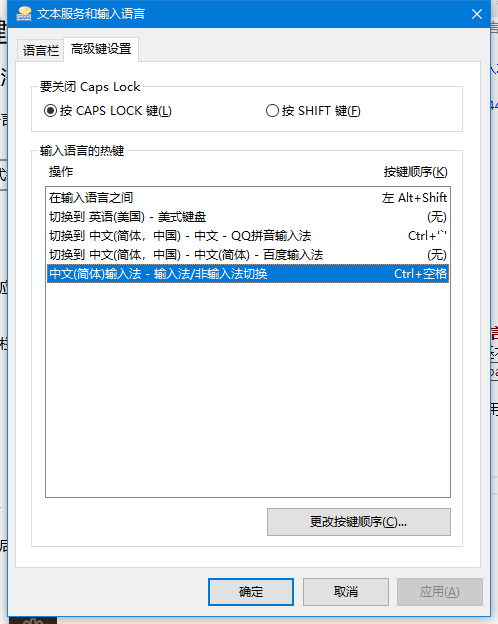 文本服务和输入语言
语言栏 高级键设置
要关闭 Caps Lock
按 CAPS LOCK 键(L) 按 SHIFT 键(F)
输入语言的热键
操作 按键顺序(K)
在输入语言之间 左 Alt+Shift
切换到 英语(美国) - 美式键盘 (无)
切换到 中文(简体，中国) - 中文 - QQ拼音输入法 Ctrl+'`'
切换到 中文(简体，中国) - 中文(简体) - 百度输入法 (无)
中文(简体)输入法 - 输入法/非输入法切换 Ctrl+空格
更改按键顺序(C)...
确定 取消 应用(A)